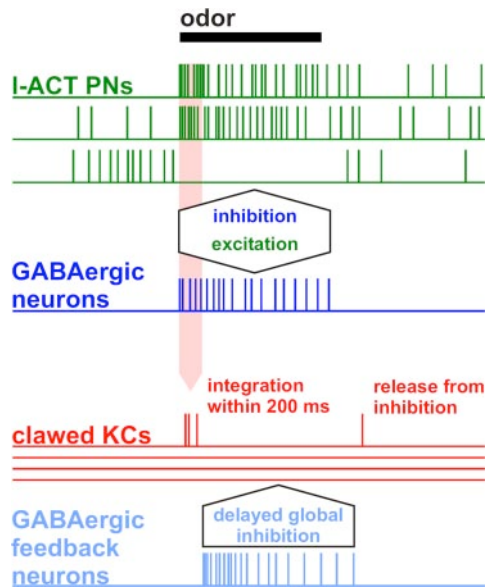 odor
l-ACT PNs
inhibition
excitation
GABAergic
neurons
integration
within 200 ms
release from
inhibition
clawed KCs
GABAergic
feedback
neurons
delayed global
inhibition